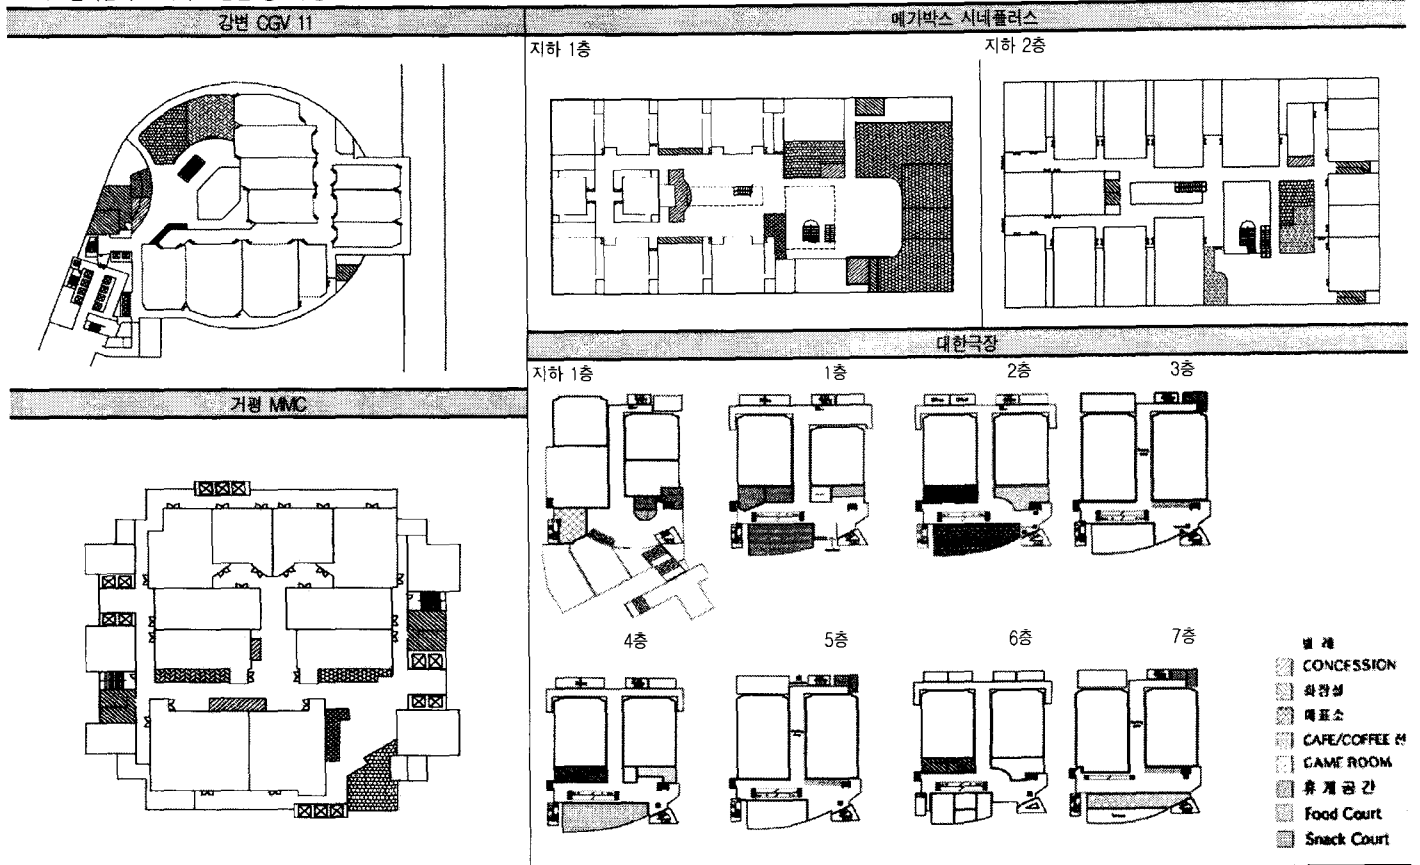 강변 CGV 11
메가박스 시네플러스
지하 1층
지하 2층
대한극장
지하 1층
1층
2층
3층
거평 MMC
4층
5층
6층
7층
범 례
CONCESSION
화장실
매표소
CAFE/COFFEE 전
GAME ROOM
휴 게 공 간
Food Court
Snack Court